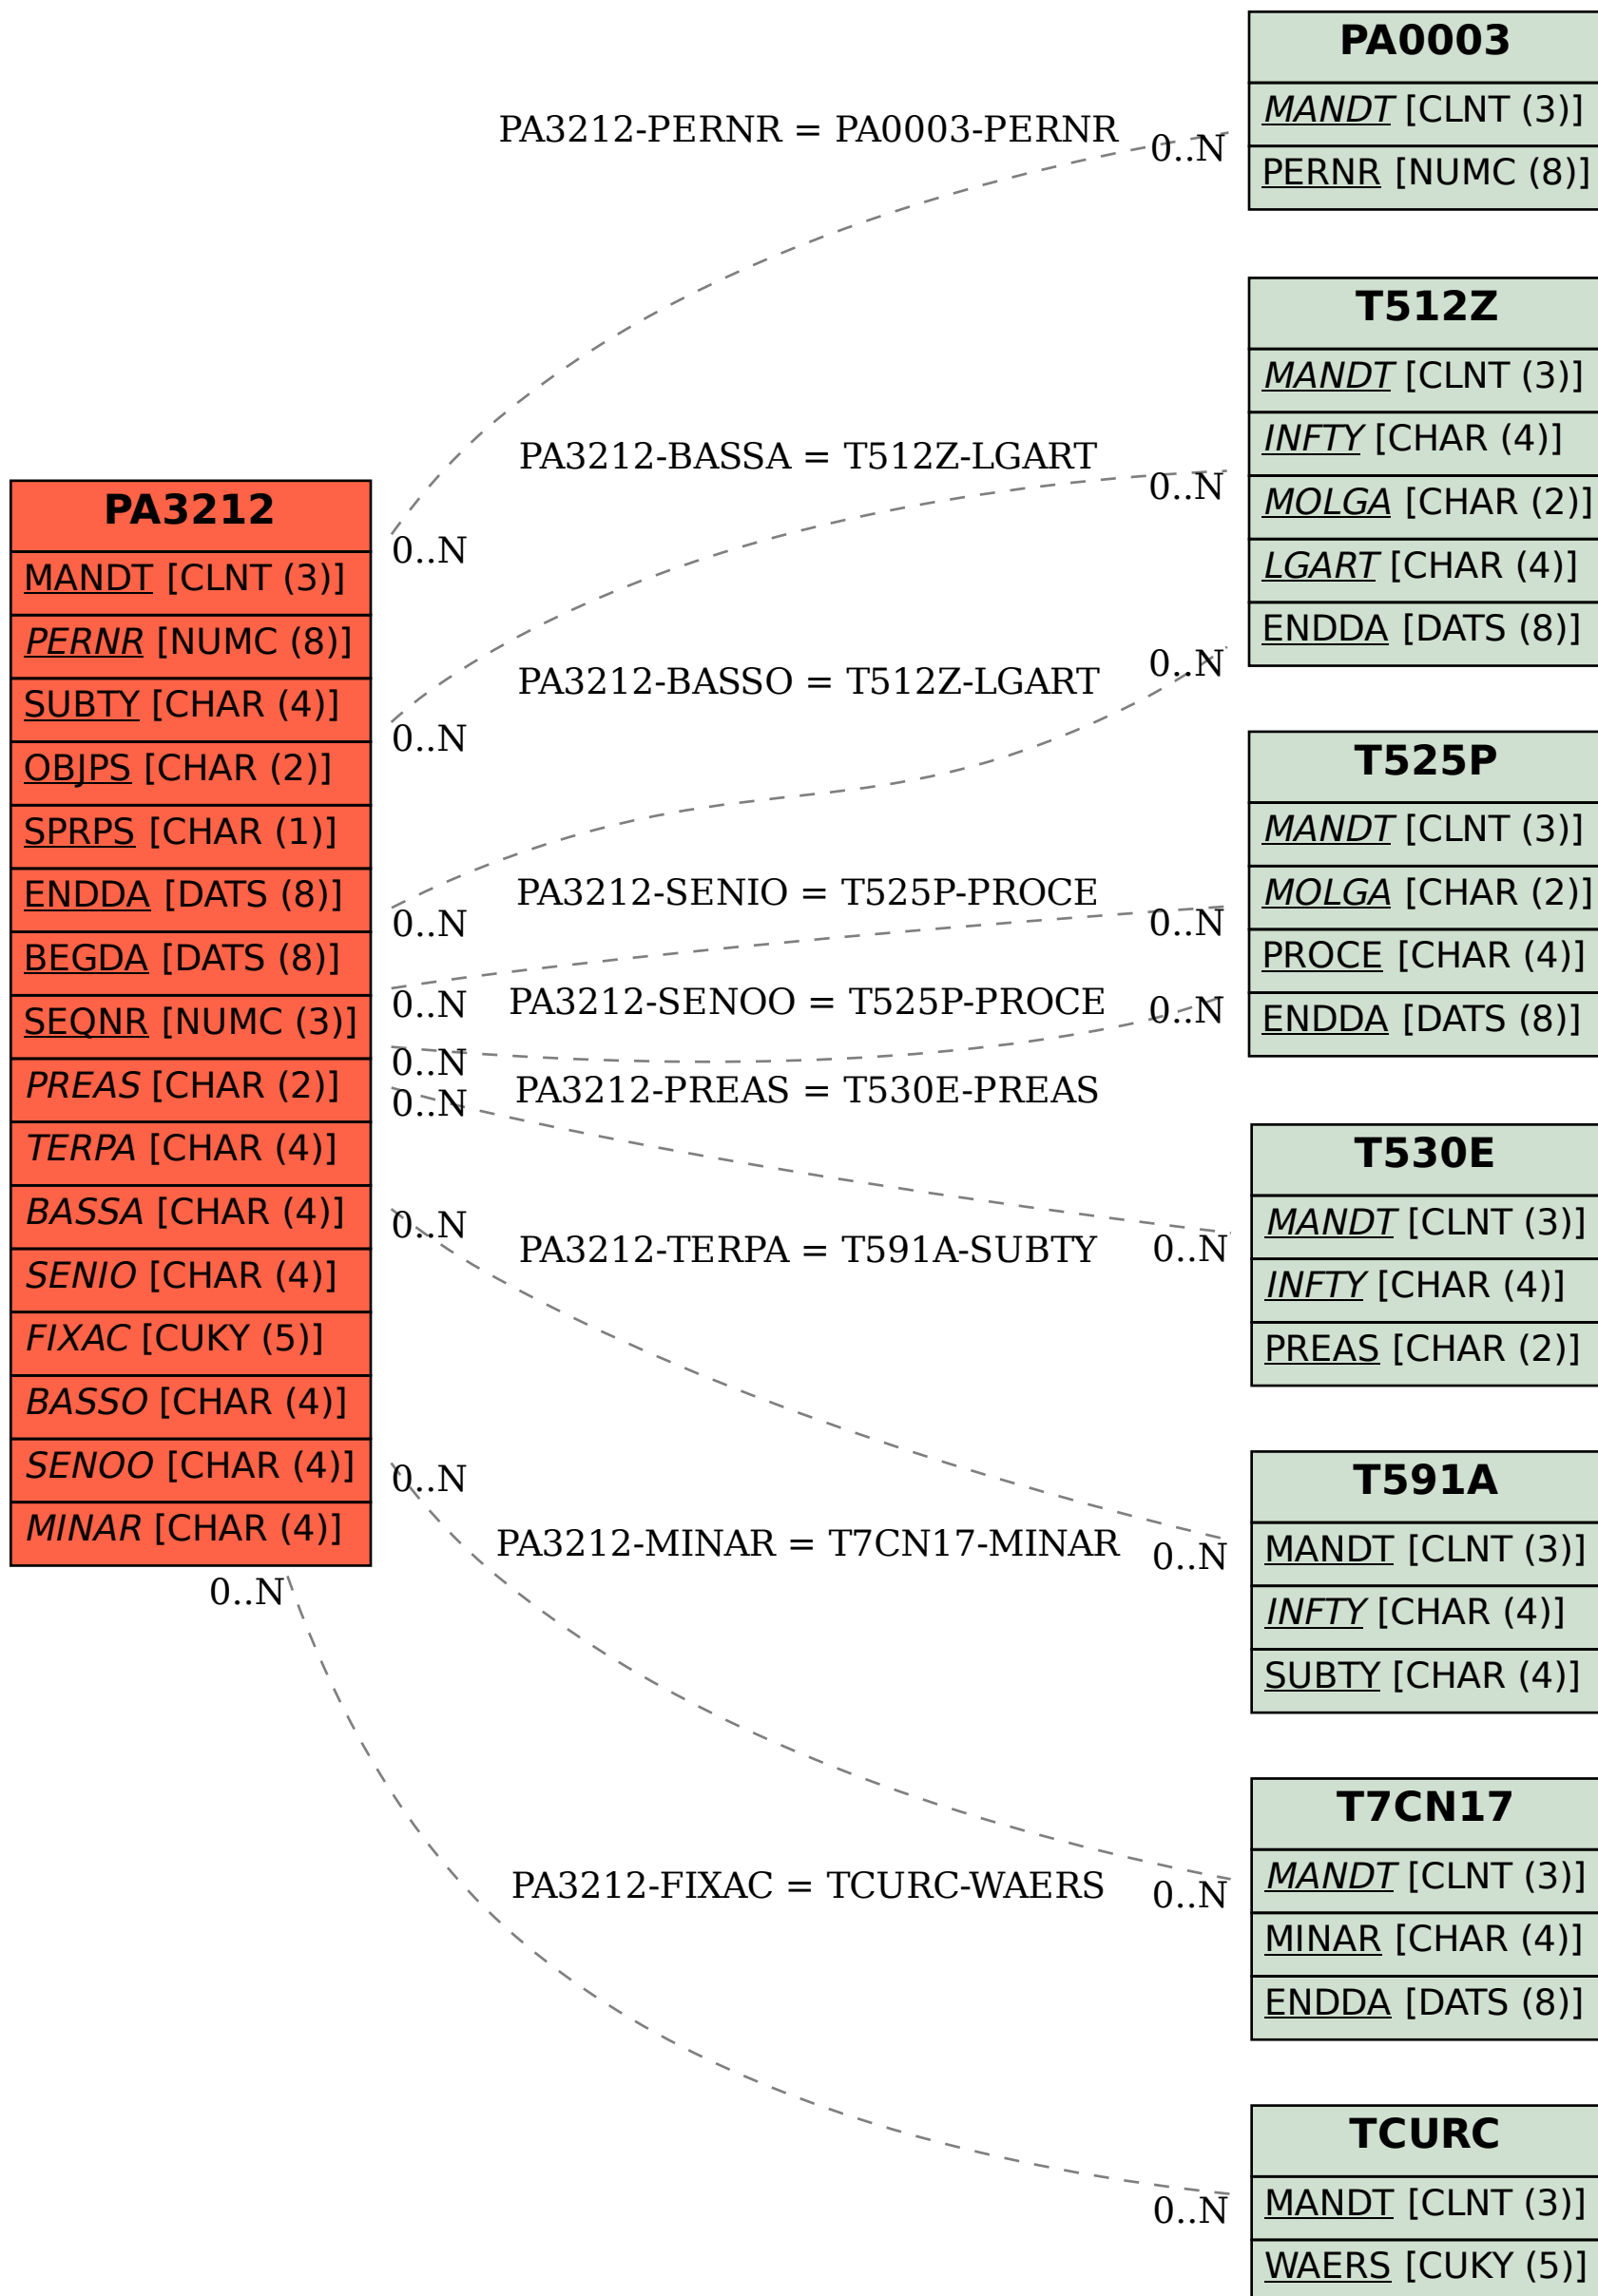 PA0003
MANDT [CLNT (3)]
PERNR [NUMC (8)]
PA3212-PERNR = PA0003-PERNR
0..N
0..N
T512Z
MANDT [CLNT (3)]
INFTY [CHAR (4)]
MOLGA [CHAR (2)]
LGART [CHAR (4)]
ENDDA [DATS (8)]
PA3212-BASSA = T512Z-LGART
0..N
0..N
PA3212-BASSO = T512Z-LGART
0..N
0..N
PA3212
MANDT [CLNT (3)]
PERNR [NUMC (8)]
SUBTY [CHAR (4)]
OBJPS [CHAR (2)]
SPRPS [CHAR (1)]
ENDDA [DATS (8)]
BEGDA [DATS (8)]
SEQNR [NUMC (3)]
PREAS [CHAR (2)]
TERPA [CHAR (4)]
BASSA [CHAR (4)]
SENIO [CHAR (4)]
FIXAC [CUKY (5)]
BASSO [CHAR (4)]
SENOO [CHAR (4)]
MINAR [CHAR (4)]
T525P
MANDT [CLNT (3)]
MOLGA [CHAR (2)]
PROCE [CHAR (4)]
ENDDA [DATS (8)]
PA3212-SENIO = T525P-PROCE
0..N
0..N
PA3212-SENOO = T525P-PROCE
0..N
0..N
PA3212-PREAS = T530E-PREAS
0..N
0..N
T530E
MANDT [CLNT (3)]
INFTY [CHAR (4)]
PREAS [CHAR (2)]
PA3212-TERPA = T591A-SUBTY
0..N
0..N
T591A
MANDT [CLNT (3)]
INFTY [CHAR (4)]
SUBTY [CHAR (4)]
PA3212-MINAR = T7CN17-MINAR
0..N
0..N
T7CN17
MANDT [CLNT (3)]
MINAR [CHAR (4)]
ENDDA [DATS (8)]
PA3212-FIXAC = TCURC-WAERS
0..N
0..N
TCURC
MANDT [CLNT (3)]
WAERS [CUKY (5)]